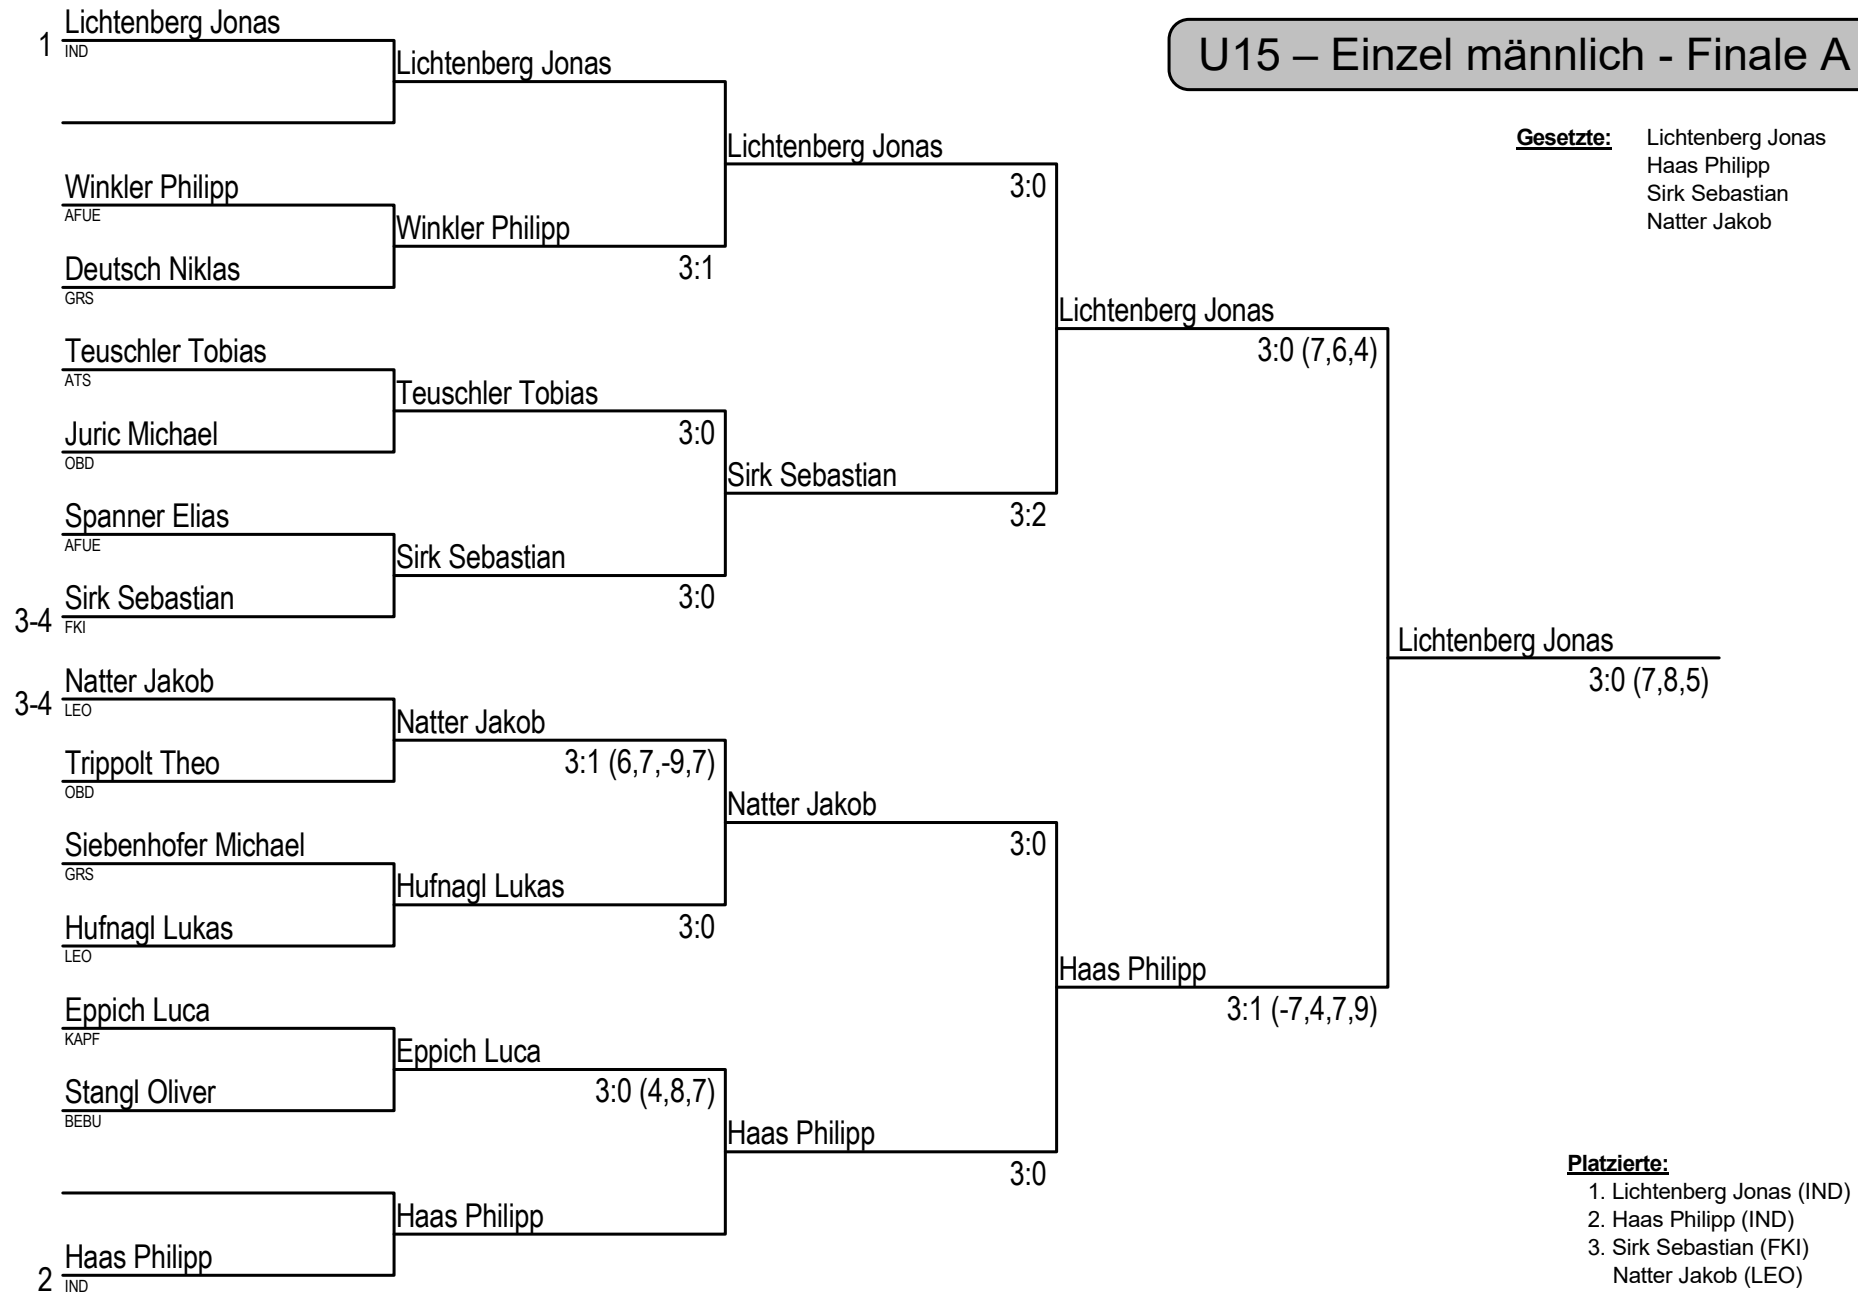 U15 – Einzel männlich - Finale A
Gesetzte: Lichtenberg Jonas
Haas Philipp
Sirk Sebastian
Natter Jakob
1 Lichtenberg Jonas
IND
Winkler Philipp
AFUE
Deutsch Niklas
GRS
Teuschler Tobias
ATS
Juric Michael
OBD
Spanner Elias
AFUE
3-4 Sirk Sebastian
FKI
3-4 Natter Jakob
LEO
Trippolt Theo
OBD
Siebenhofer Michael
GRS
Hufnagl Lukas
LEO
Eppich Luca
KAPF
Stangl Oliver
BEBU
2 Haas Philipp
IND
Lichtenberg Jonas
Winkler Philipp
3:1
Teuschler Tobias
3:0
Sirk Sebastian
3:0
Natter Jakob
3:1 (6,7,-9,7)
Hufnagl Lukas
3:0
Eppich Luca
3:0 (4,8,7)
Haas Philipp
Lichtenberg Jonas
3:0
Sirk Sebastian
3:2
Natter Jakob
3:0
Haas Philipp
3:0
Lichtenberg Jonas
3:0 (7,6,4)
Haas Philipp
3:1 (-7,4,7,9)
Lichtenberg Jonas
3:0 (7,8,5)
Platzierte:
1. Lichtenberg Jonas (IND)
2. Haas Philipp (IND)
3. Sirk Sebastian (FKI)
Natter Jakob (LEO)